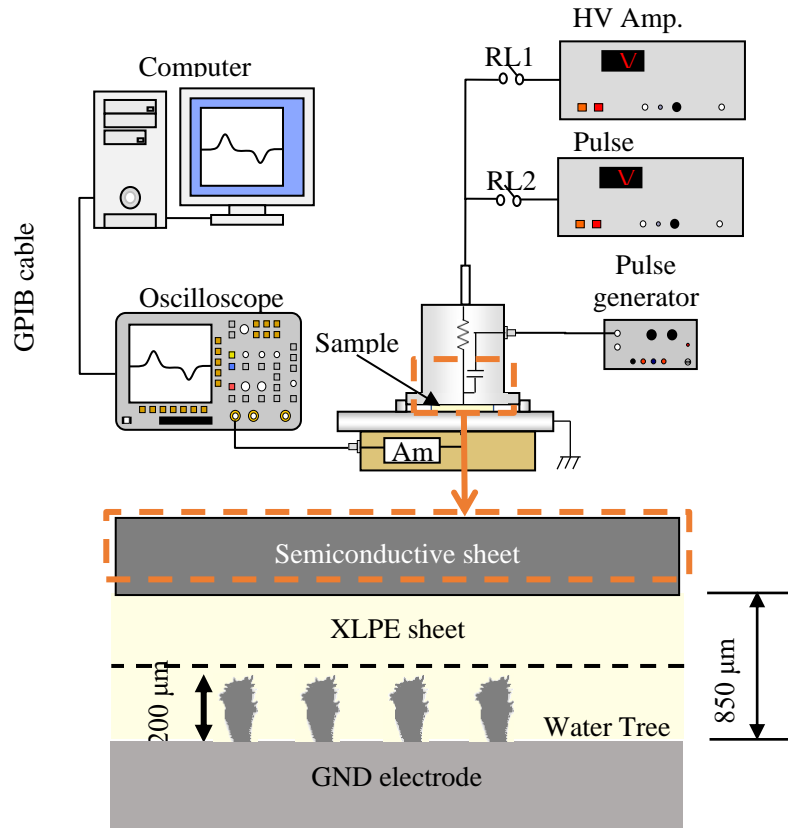 HV Amp.
RL1
Computer
Pulse
RL2
GPIB cable
Pulse
generator
Oscilloscope
Sample
Am
Semiconductive sheet
XLPE sheet
200 μm
850 μm
Water Tree
GND electrode